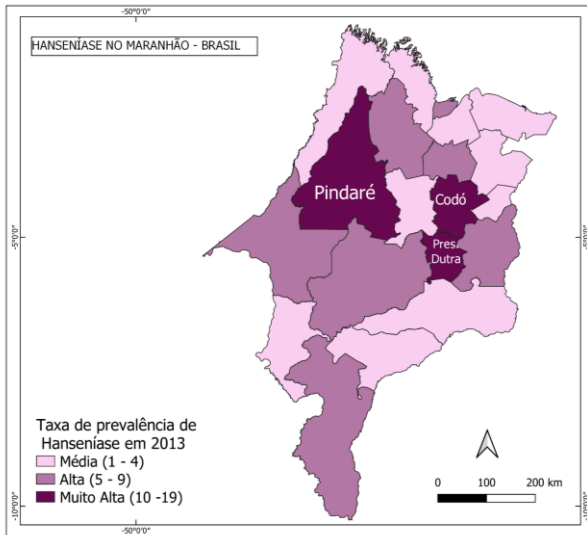 -50°0'0"
HANSENÍASE NO MARANHÃO - BRASIL
Pindaré
Codó
Pres.
Dutra
-5°0'0"
-5°0'0"
Taxa de prevalência de
Hanseníase em 2013
Média (1 - 4)
Alta (5 - 9)
Muito Alta (10 -19)
0 100 200 km
-10°0'0"
-10°0'0"
-50°0'0"